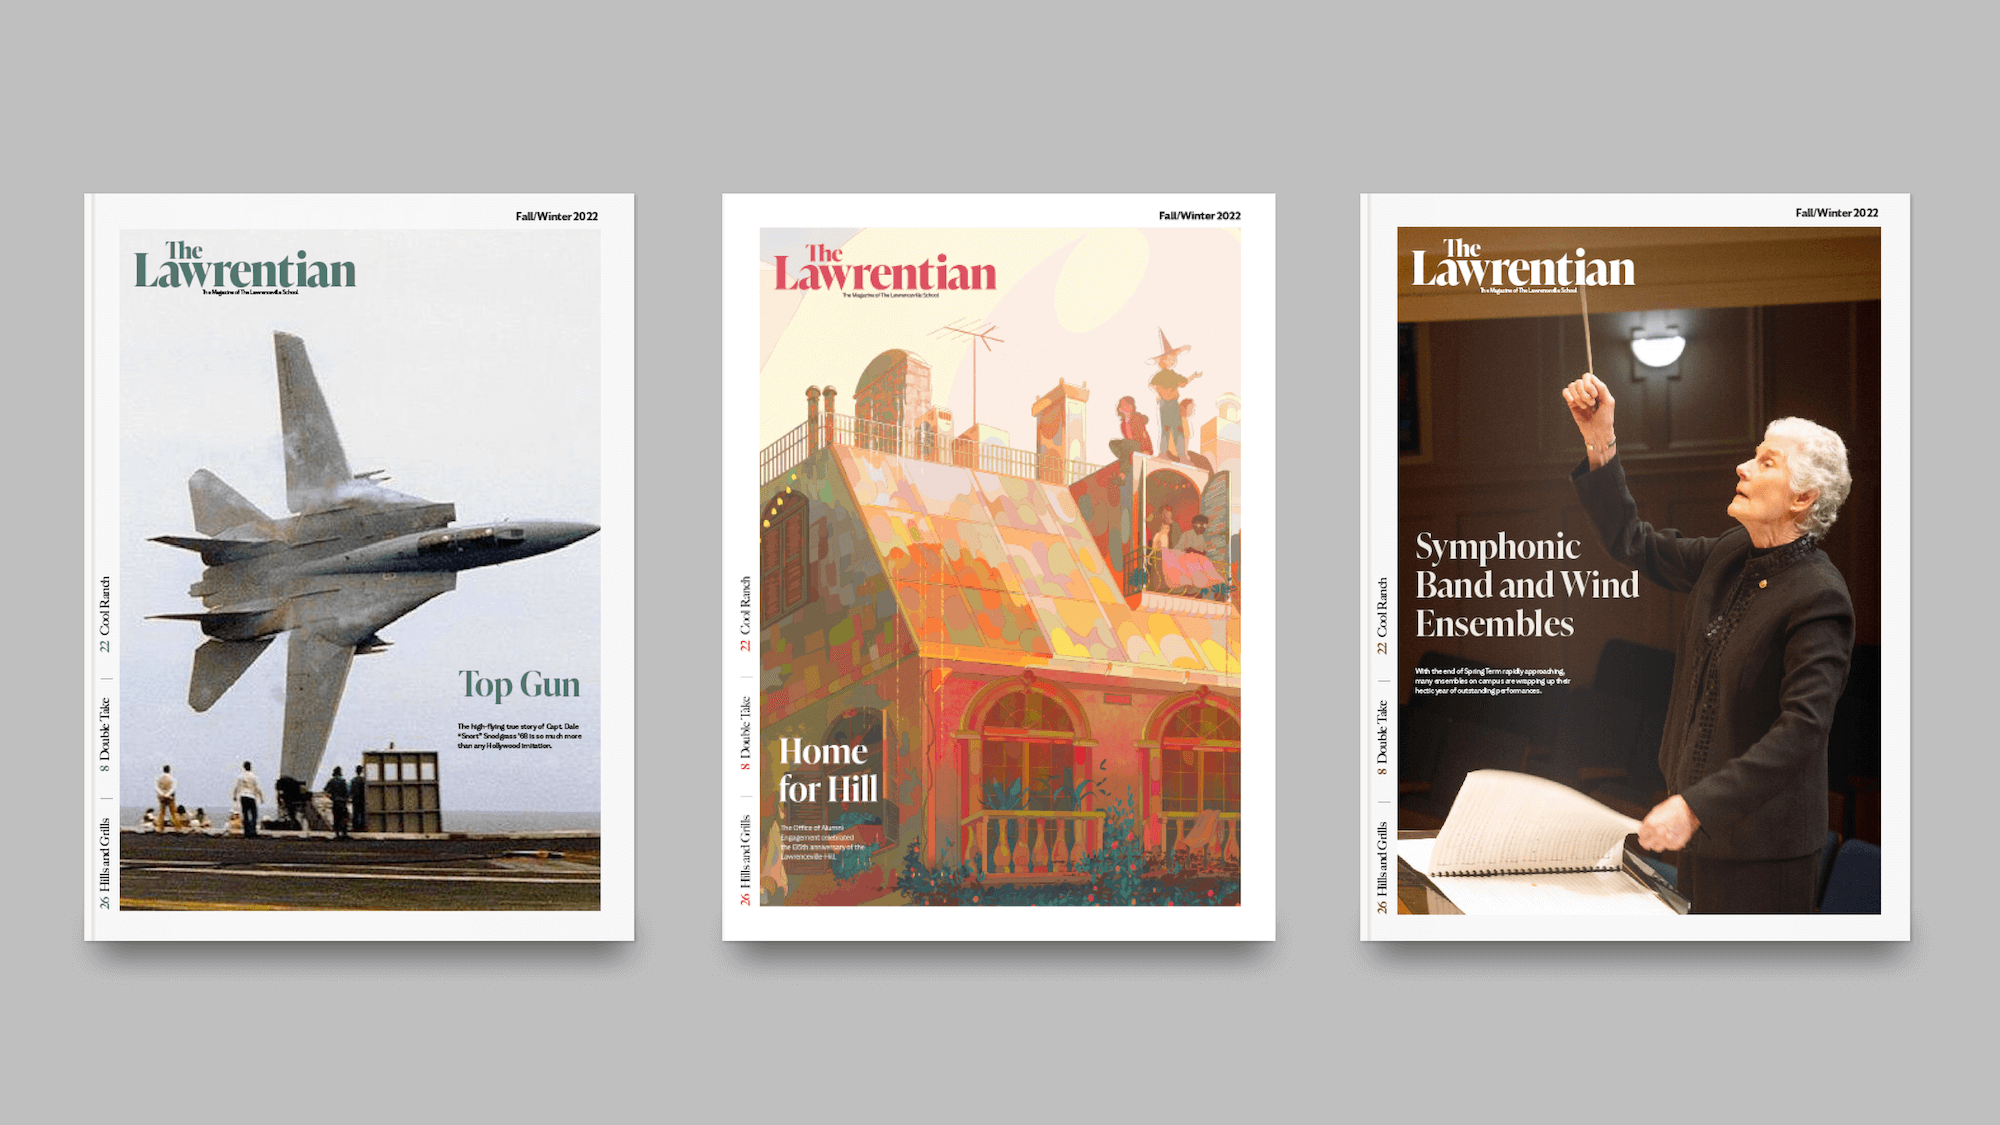 Fall/Winter 2022
The
Lawrentian
The Magazine of The Lawrenceville School
Top Gun
The high-flying true story of Capt. Dale
“Snort” Snodgrass ’68 is so much more
than any Hollywood imitation.
26 Hills and Grills | 8 Double Take | 22 Cool Ranch
Fall/Winter 2022
The
Lawrentian
The Magazine of The Lawrenceville School
Home
for Hill
The Office of Alumni
Engagement celebrated
the 135th anniversary of the
Lawrenceville-Hill.
26 Hills and Grills | 8 Double Take | 22 Cool Ranch
Fall/Winter 2022
The
Lawrentian
The Magazine of The Lawrenceville School
Symphonic
Band and Wind
Ensembles
With the end of Spring Term rapidly approaching,
many ensembles on campus are wrapping up their
hectic year of outstanding performances.
26 Hills and Grills | 8 Double Take | 22 Cool Ranch